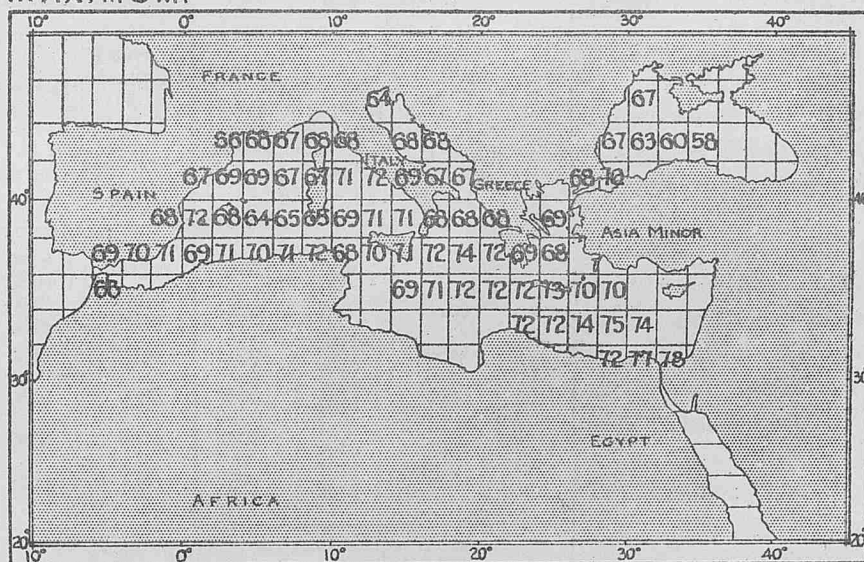 10° 0° 10° 20° 30° 40°
FRANCE
64
67
66 68 67 68 68 68 68 67 63 60 58
ITALY
67 69 69 67 67 71 72 69 67 67 68 70
GREECE
SPAIN
40° 40°
68 72 68 64 65 65 69 71 71 68 68 68 69
ASIA MINOR
69 70 71 69 71 70 71 72 68 70 71 72 74 72 69 68
68 69 71 72 72 72 73 70 70
72 72 74 75 74
72 77 78
30° 30°
EGYPT
AFRICA
20° 20°
10° 0° 10° 20° 30° 40°